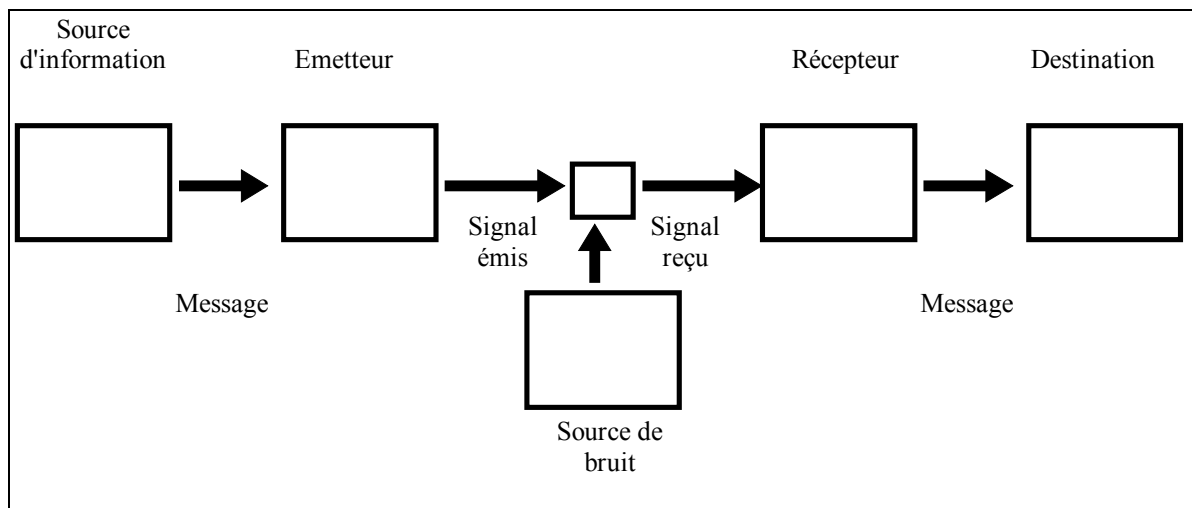 Source
d'information
Emetteur
Récepteur
Destination
Signal
émis
Signal
reçu
Message
Message
Source de
bruit